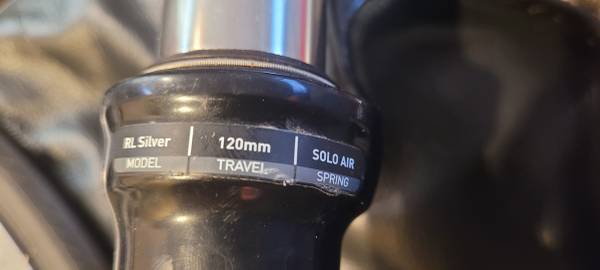 RL Silver 120mm SOLO AIR
MODEL TRAVEL SPRING